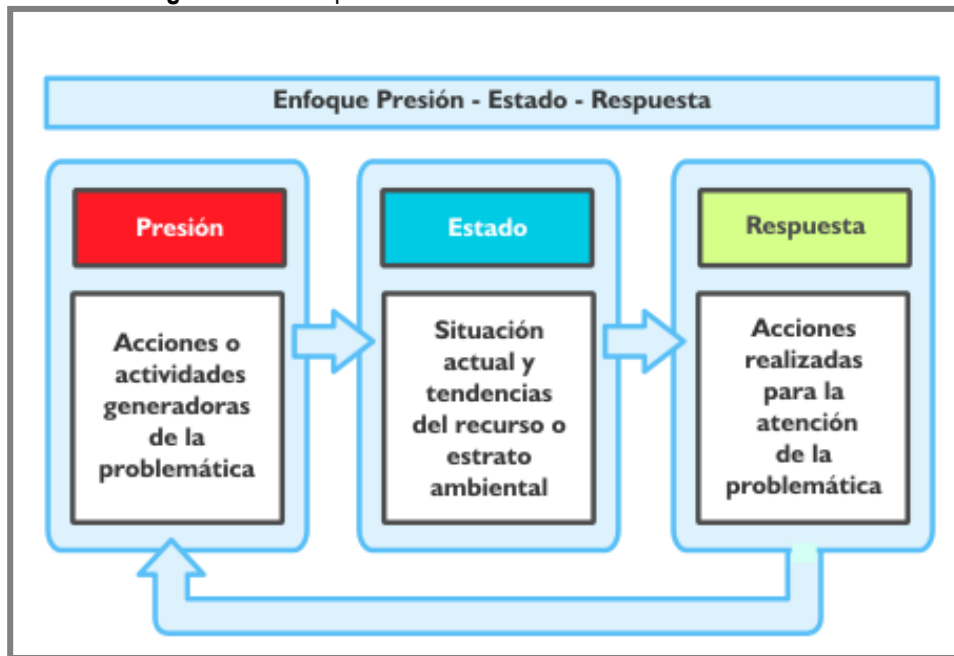 Enfoque Presión - Estado - Respuesta
Presión
Acciones o
actividades
generadoras
de la
problemática
Estado
Situación
actual y
tendencias
del recurso o
estrato
ambiental
Respuesta
Acciones
realizadas
para la
atención
de la
problemática